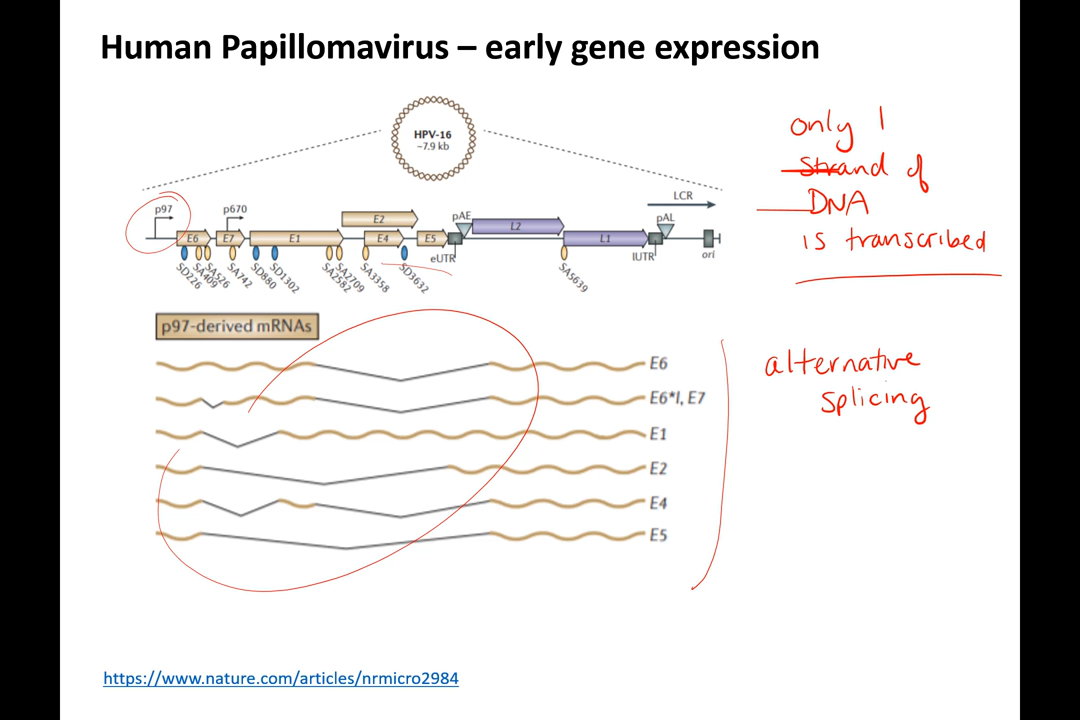 Human Papillomavirus – early gene expression
HPV-16
~7.9 kb
only 1
strand of
DNA
is transcribed
p97
p670
E2
pAE
L2
LCR
pAL
E6
E7
E1
E4
E5
L1
eUTR
lUTR
ori
SD226
SA409
SA526
SA742
SD880
SD1302
SA2582
SA2709
SA3358
SD3632
SA5639
p97-derived mRNAs
E6
E6*I, E7
E1
E2
E4
E5
alternative
splicing
https://www.nature.com/articles/nrmicro2984